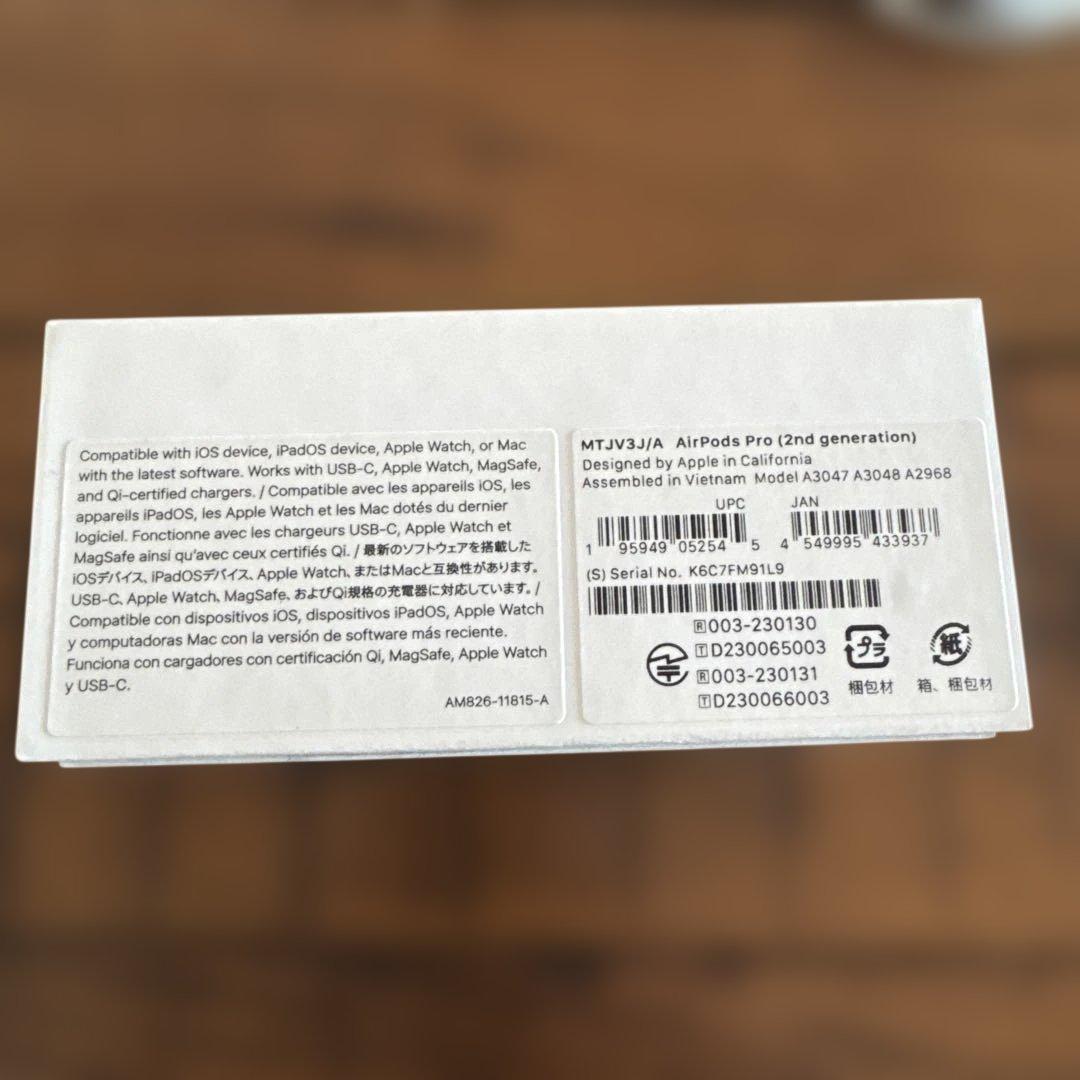 Compatible with iOS device, iPadOS device, Apple Watch, or Mac
with the latest software. Works with USB-C, Apple Watch, MagSafe,
and Qi-certified chargers. / Compatible avec les appareils iOS, les
appareils iPadOS, les Apple Watch et les Mac dotés du dernier
logiciel. Fonctionne avec les chargeurs USB-C, Apple Watch et
MagSafe ainsi qu'avec ceux certifiés Qi. / 最新のソフトウェアを搭載した
iOSデバイス、iPadOSデバイス、Apple Watch、またはMacと互換性があります。
USB-C、Apple Watch、MagSafe、およびQi規格の充電器に対応しています。 /
Compatible con dispositivos iOS, dispositivos iPadOS, Apple Watch
y computadoras Mac con la versión de software más reciente.
Funciona con cargadores con certificación Qi, MagSafe, Apple Watch
y USB-C.
AM826-11815-A
MTJV3J/A AirPods Pro (2nd generation)
Designed by Apple in California
Assembled in Vietnam Model A3047 A3048 A2968
UPC JAN
1 95949 05254 5 4 549995 433937
(S) Serial No. K6C7FM91L9
R 003-230130
T D230065003
R 003-230131
T D230066003
プラ
梱包材
紙
箱、梱包材